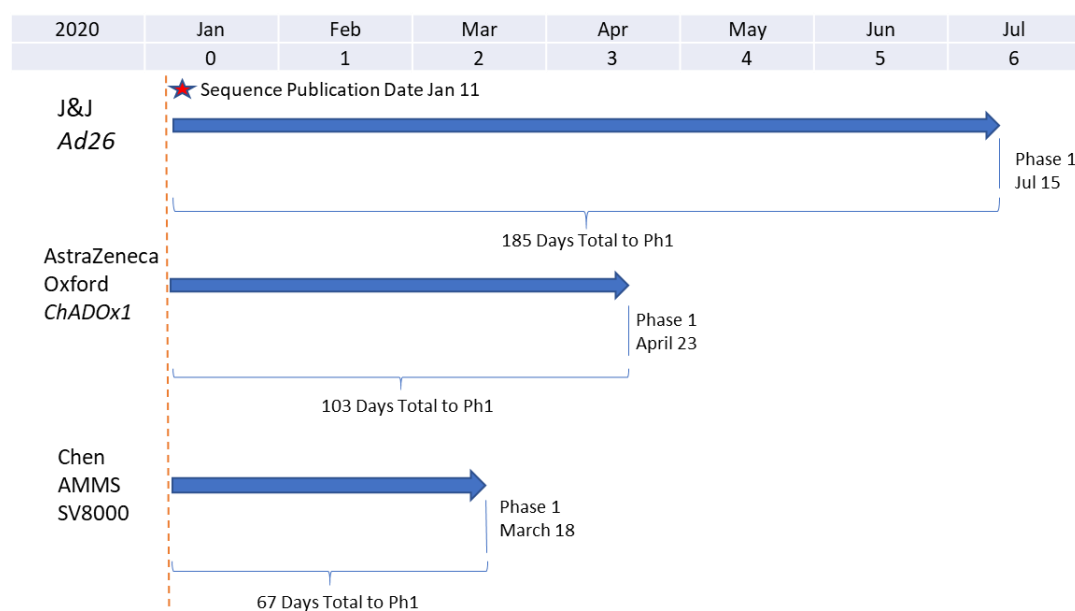 2020 Jan Feb Mar Apr May Jun Jul
0 1 2 3 4 5 6
Sequence Publication Date Jan 11
J&J
Ad26
Phase 1
Jul 15
185 Days Total to Ph1
AstraZeneca
Oxford
ChADOx1
Phase 1
April 23
103 Days Total to Ph1
Chen
AMMS
SV8000
Phase 1
March 18
67 Days Total to Ph1